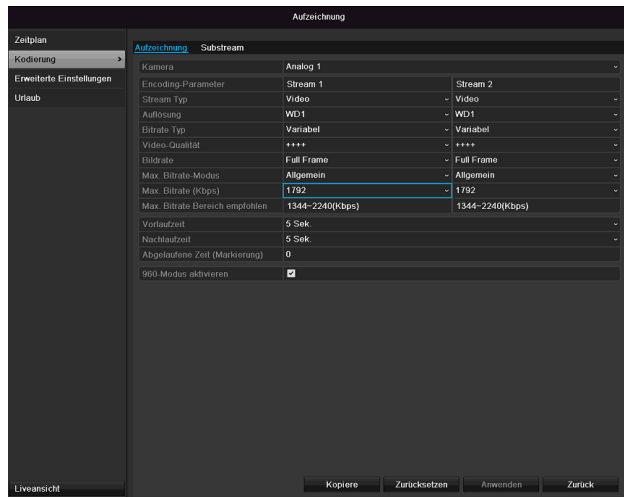 Aufzeichnung
Zeitplan
Kodierung
Erweiterte Einstellungen
Urlaub
Liveansicht
Aufzeichnung Substream
Kamera Analog 1
Encoding-Parameter Stream 1 Stream 2
Stream Typ Video Video
Auflösung WD1 WD1
Bitrate Typ Variabel Variabel
Video-Qualität ++++ ++++
Bildrate Full Frame Full Frame
Max. Bitrate-Modus Allgemein Allgemein
Max. Bitrate (Kbps) 1792 1792
Max. Bitrate Bereich empfohlen 1344~2240(Kbps) 1344~2240(Kbps)
Vorlaufzeit 5 Sek.
Nachlaufzeit 5 Sek.
Abgelaufene Zeit (Markierung) 0
960-Modus aktivieren
Kopiere Zurücksetzen Anwenden Zurück